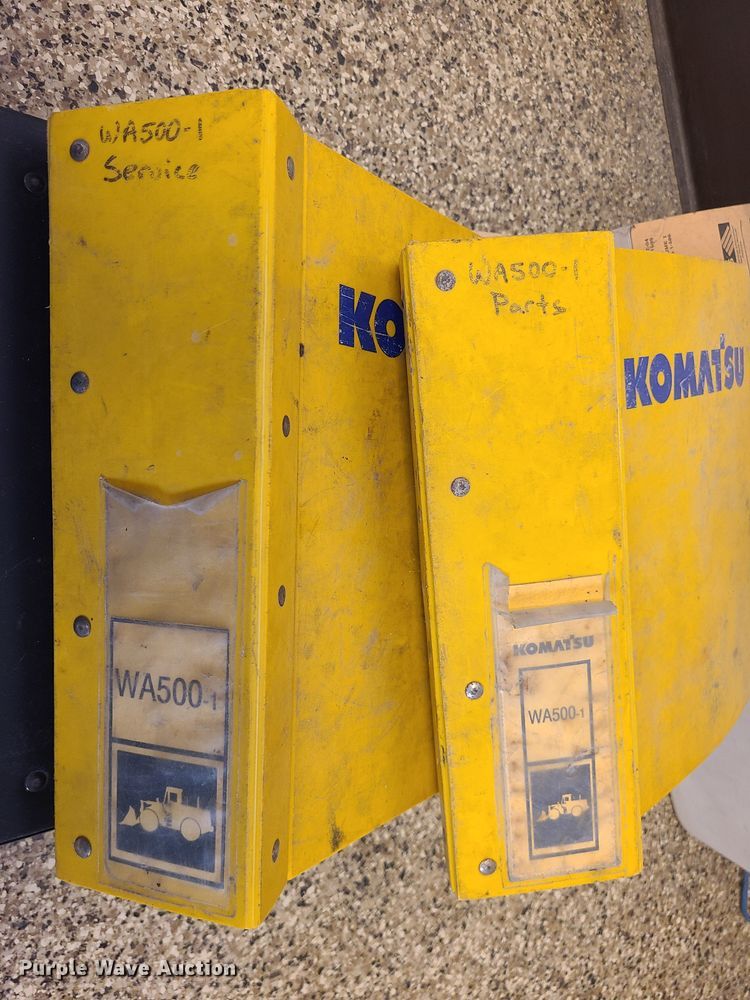 WA500-1
Service
KO
WA500-1
WA500-1
Parts
KOMATSU
KOMATSU
WA500-1
Purple Wave Auction